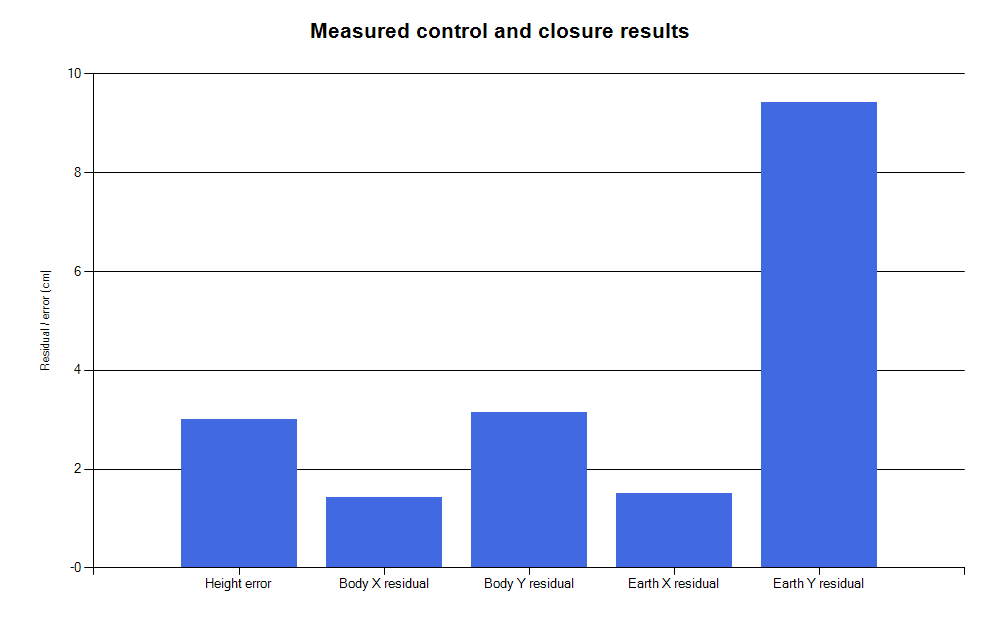 Measured control and closure results
10
8
6
4
2
-0
Residual / error (cm)
Height error
Body X residual
Body Y residual
Earth X residual
Earth Y residual